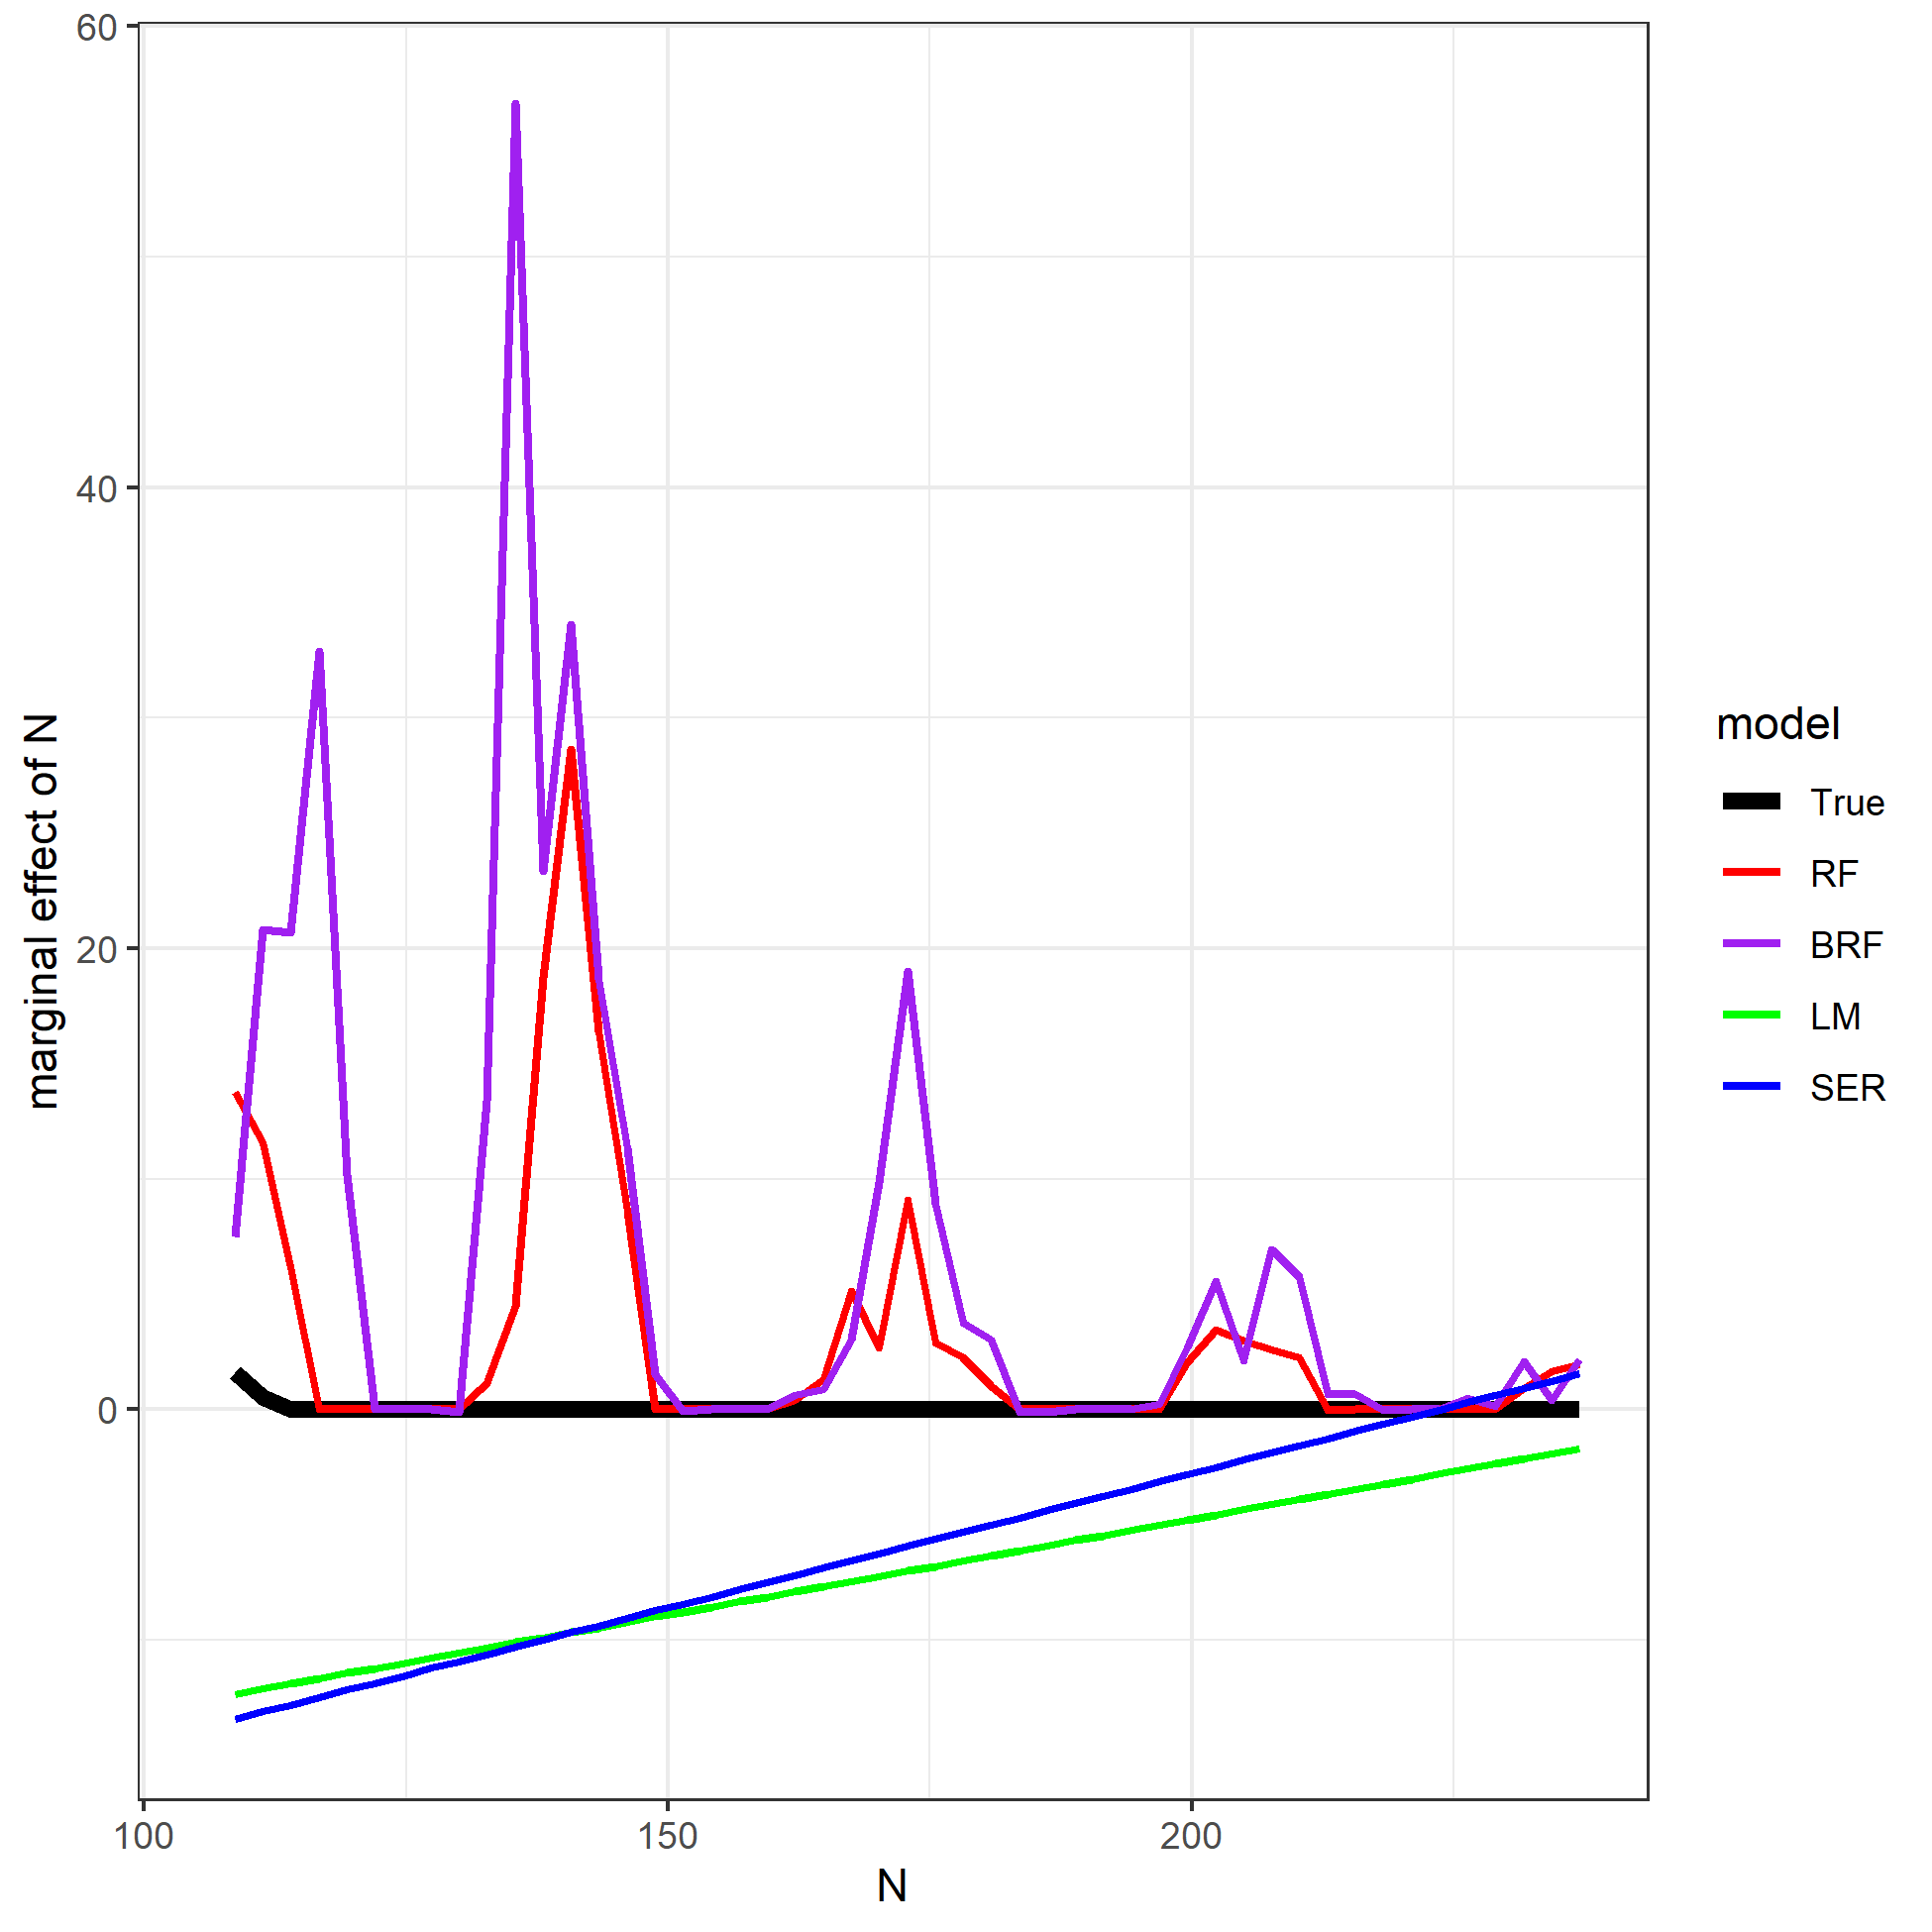 60
40
20
0
marginal effect of N
100
150
200
N
model
True
RF
BRF
LM
SER